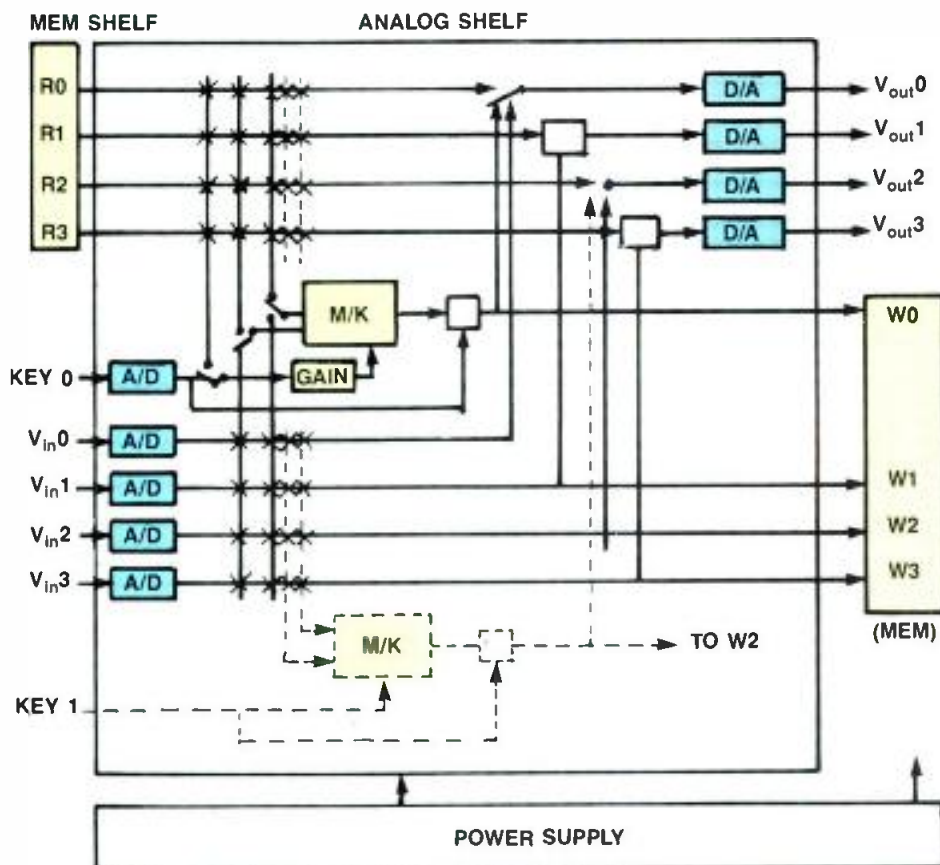 MEM SHELF
ANALOG SHELF
R0
D/A
Vout0
R1
D/A
Vout1
R2
D/A
Vout2
R3
D/A
Vout3
M/K
W0
KEY 0
A/D
GAIN
Vin0
A/D
Vin1
A/D
W1
Vin2
A/D
W2
Vin3
A/D
W3
(MEM)
M/K
TO W2
KEY 1
POWER SUPPLY